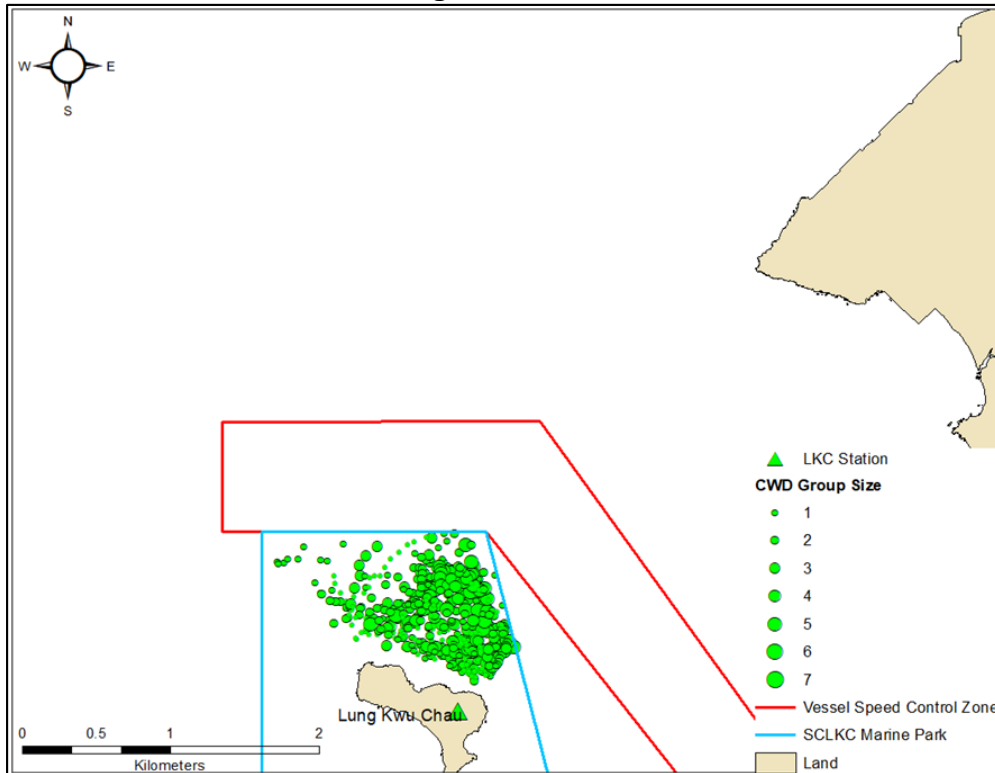 N
W E
S
LKC Station
CWD Group Size
1
2
3
4
5
6
7
Vessel Speed Control Zone
SCLKC Marine Park
Land
Lung Kwu Chau
0 0.5 1 2
Kilometers